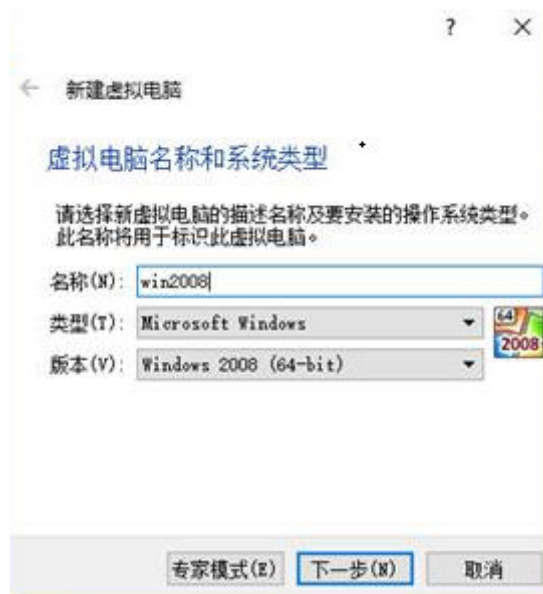 ?
新建虚拟电脑
虚拟电脑名称和系统类型
请选择新虚拟电脑的描述名称及要安装的操作系统类型。
此名称将用于标识此虚拟电脑。
名称(N): win2008
类型(T): Microsoft Windows
64
2008
版本(V): Windows 2008 (64-bit)
专家模式(E) 下一步(N) 取消